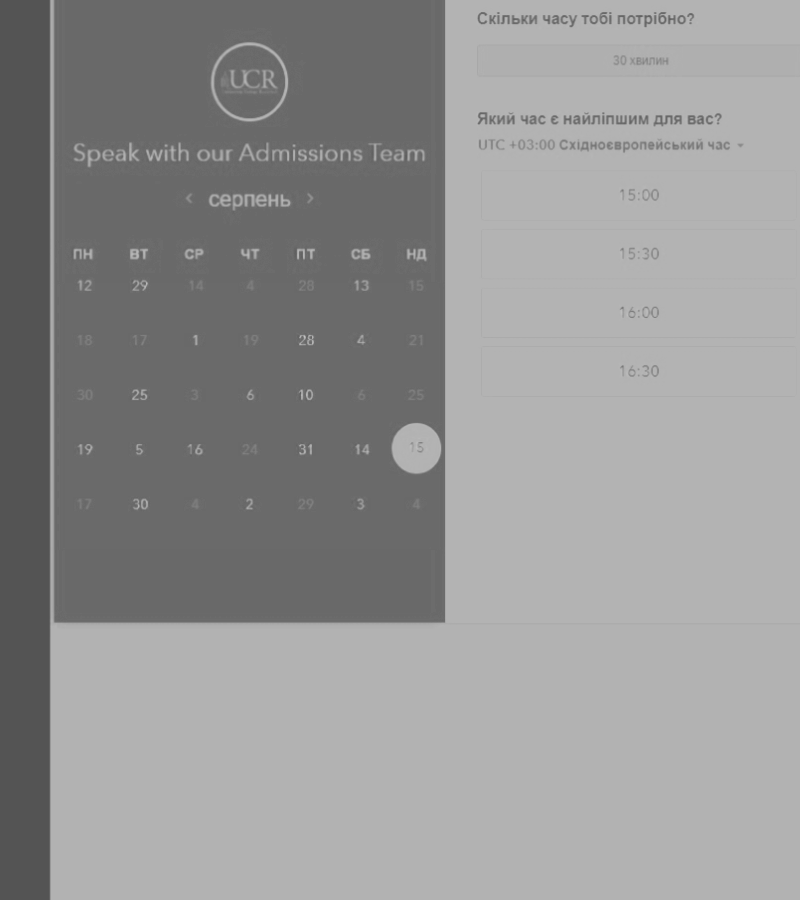 UCR
Speak with our Admissions Team
серпень
ПН ВТ СР ЧТ ПТ СБ НД
12 29 14 4 28 13 15
18 17 1 19 28 4 21
30 25 3 6 10 6 25
19 5 16 24 31 14 15
17 30 4 2 29 3 4
Скільки часу тобі потрібно?
30 хвилин
Який час є найліпшим для вас?
UTC +03:00 Східноєвропейський час
15:00
15:30
16:00
16:30